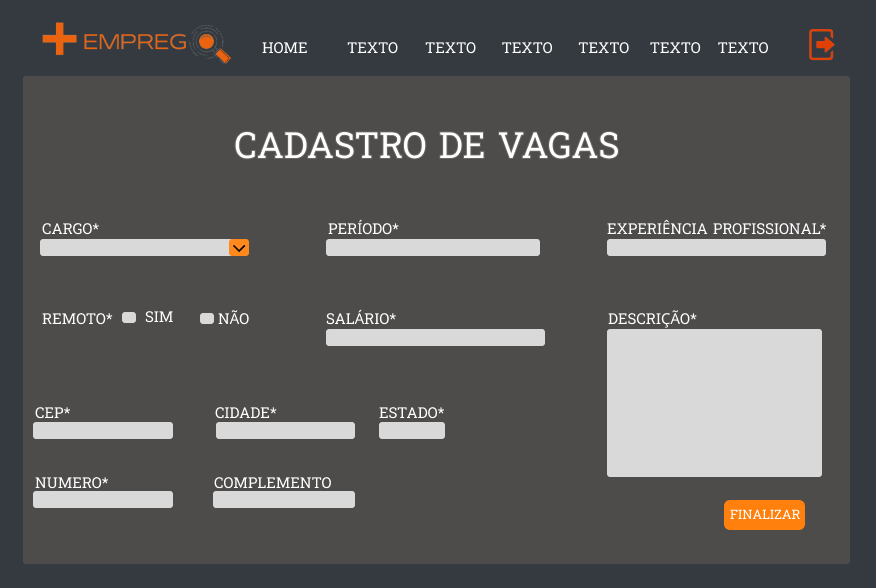 EMPREGO
HOME TEXTO TEXTO TEXTO TEXTO TEXTO TEXTO
CADASTRO DE VAGAS
CARGO* PERÍODO* EXPERIÊNCIA PROFISSIONAL*
REMOTO* SIM NÃO SALÁRIO* DESCRIÇÃO*
CEP* CIDADE* ESTADO*
NUMERO* COMPLEMENTO
FINALIZAR